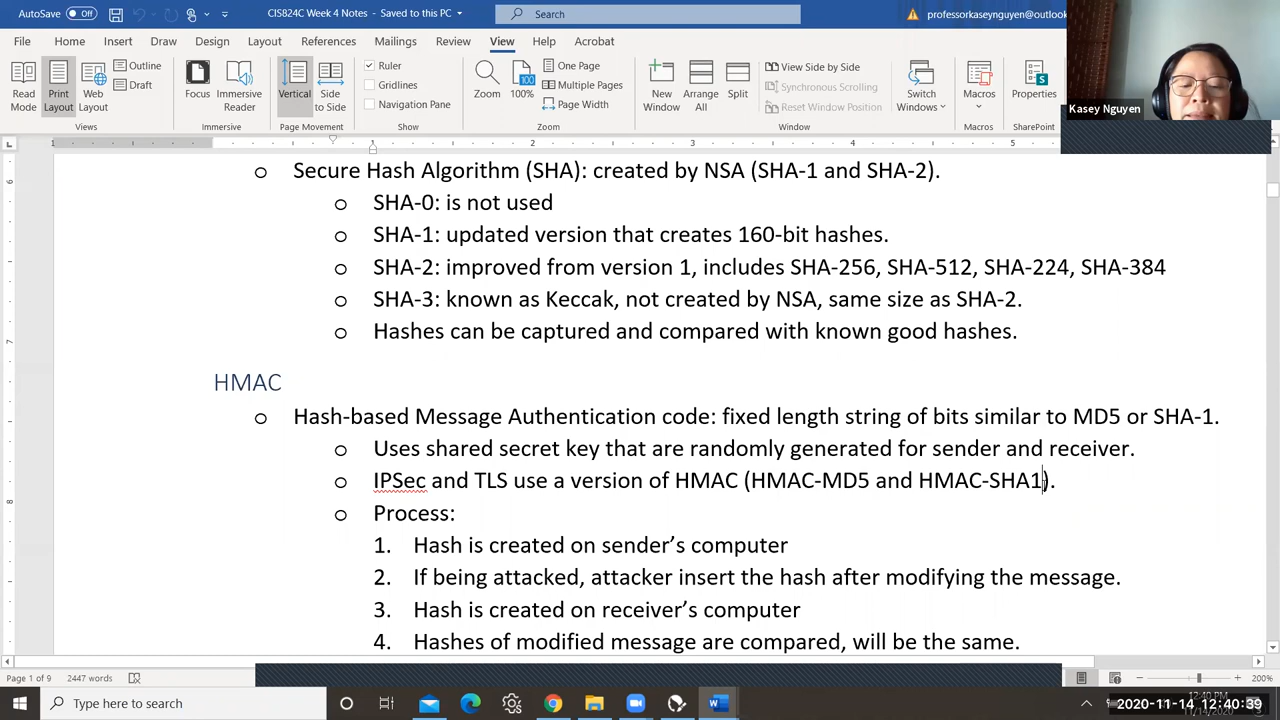 AutoSave Off CIS824C Week 4 Notes - Saved to this PC Search professorkaseynguyen@outlook
File Home Insert Draw Design Layout References Mailings Review View Help Acrobat
Read Mode Print Layout Web Layout Outline Draft Focus Immersive Reader Vertical Side to Side Ruler Gridlines Navigation Pane Zoom 100% One Page Multiple Pages Page Width New Window Arrange All Split View Side by Side Synchronous Scrolling Reset Window Position Switch Windows Macros Properties
Views Immersive Page Movement Show Zoom Window Macros SharePoint
Kasey Nguyen
1 1 2 3 4 5
o Secure Hash Algorithm (SHA): created by NSA (SHA-1 and SHA-2).
o SHA-0: is not used
o SHA-1: updated version that creates 160-bit hashes.
o SHA-2: improved from version 1, includes SHA-256, SHA-512, SHA-224, SHA-384
o SHA-3: known as Keccak, not created by NSA, same size as SHA-2.
o Hashes can be captured and compared with known good hashes.
HMAC
o Hash-based Message Authentication code: fixed length string of bits similar to MD5 or SHA-1.
o Uses shared secret key that are randomly generated for sender and receiver.
o IPSec and TLS use a version of HMAC (HMAC-MD5 and HMAC-SHA1).
o Process:
1. Hash is created on sender’s computer
2. If being attacked, attacker insert the hash after modifying the message.
3. Hash is created on receiver’s computer
4. Hashes of modified message are compared, will be the same.
Page 1 of 9 2447 words 200%
Type here to search 12:40 PM
2020-11-14 12:40:39